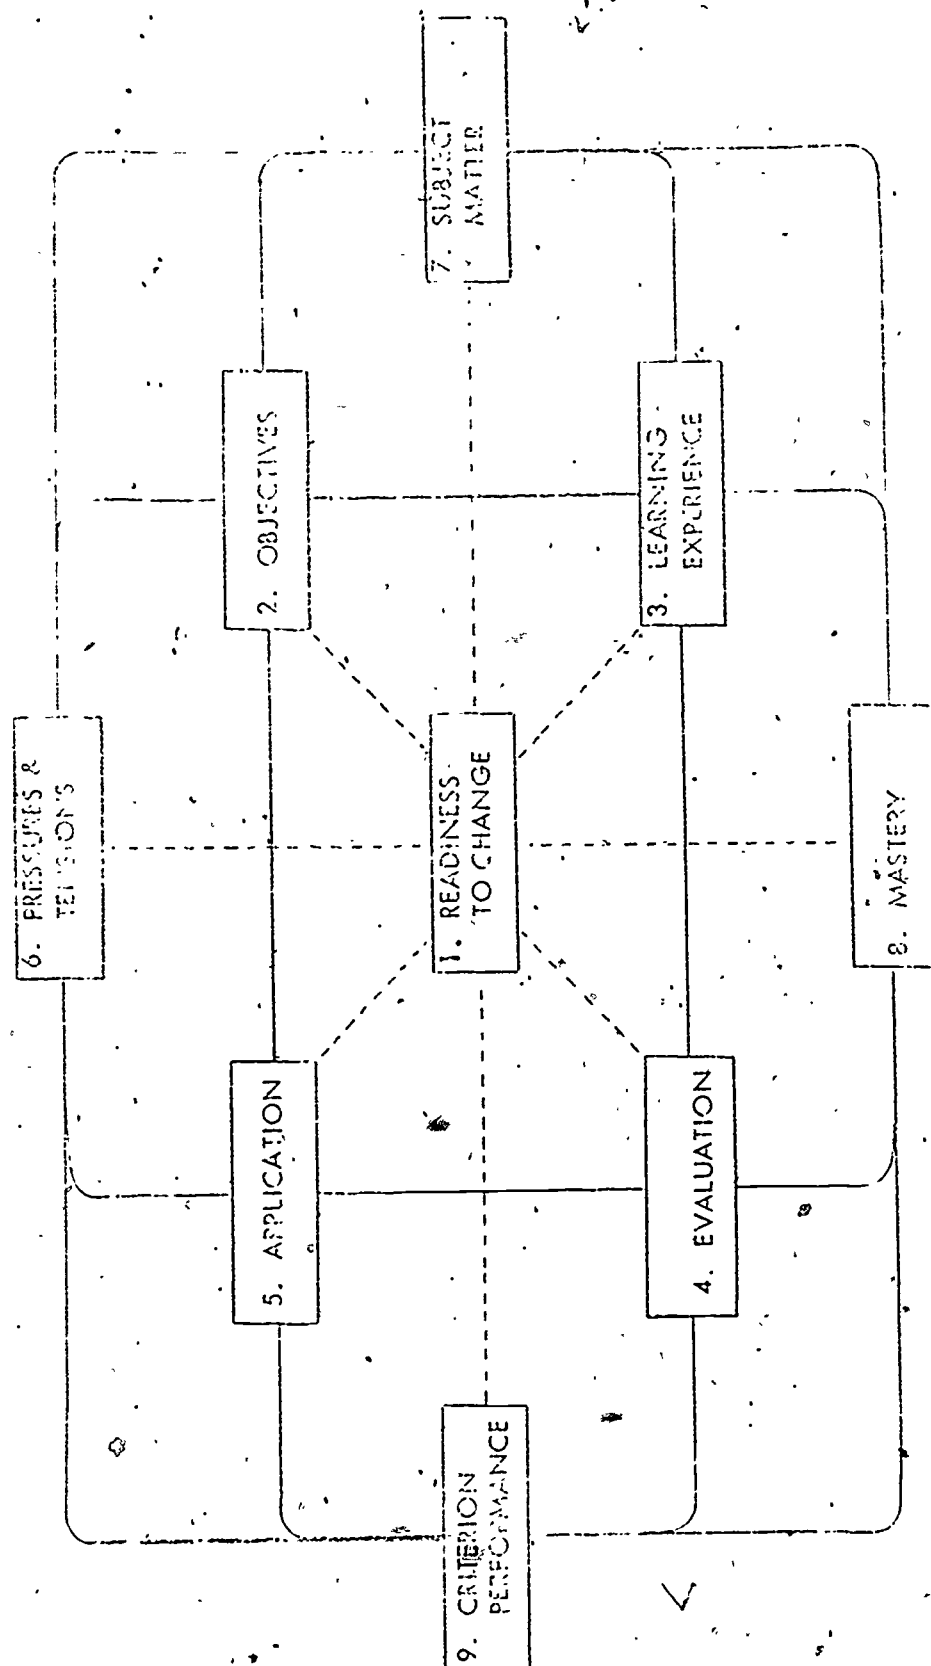 6. PRESSURES &
TENSIONS
5. APPLICATION
2. OBJECTIVES
9. CRITERION
PERFORMANCE
1. READINESS
TO CHANGE
7. SUBJECT
MATTER
4. EVALUATION
3. LEARNING
EXPERIENCE
8. MASTERY